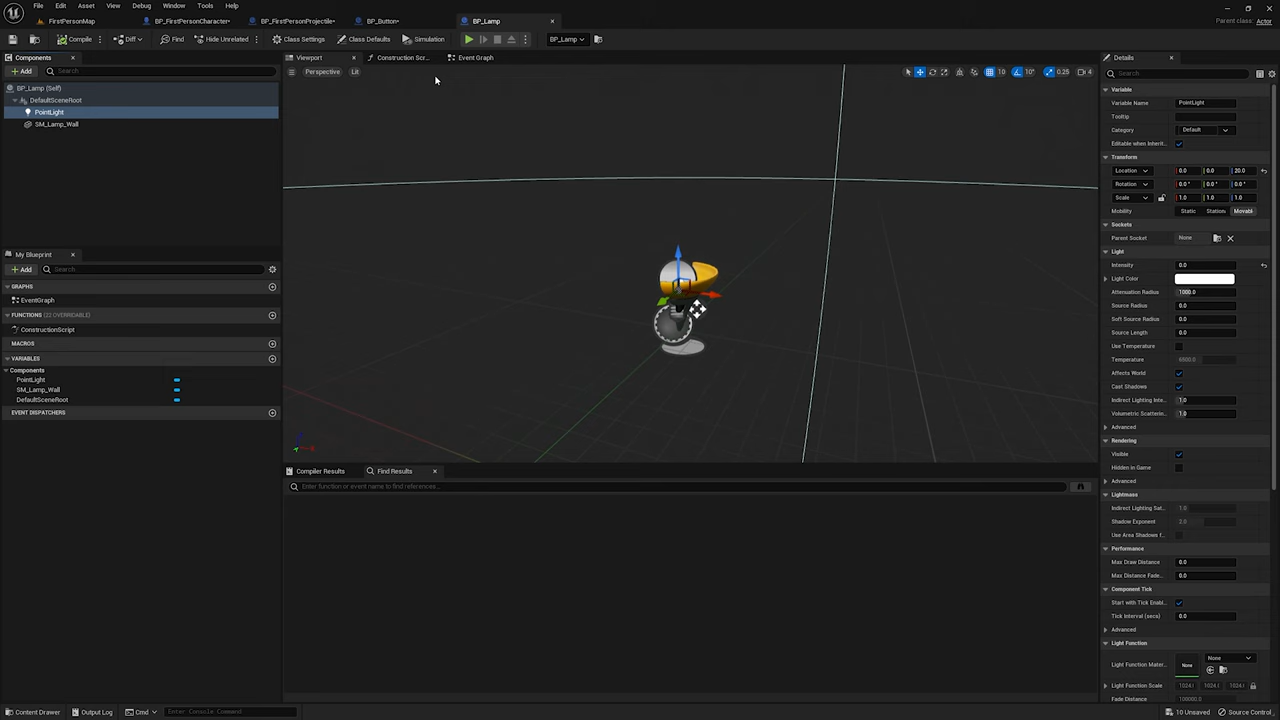 File Edit Asset View Debug Window Tools Help
FirstPersonMap BP_FirstPersonCharacter• BP_FirstPersonProjectile• BP_Button• BP_Lamp Parent class: Actor
Compile Diff Find Hide Unrelated Class Settings Class Defaults Simulation BP_Lamp
Components
Add Search
BP_Lamp (Self)
DefaultSceneRoot
PointLight
SM_Lamp_Wall
My Blueprint
Add Search
GRAPHS
EventGraph
FUNCTIONS (22 OVERRIDABLE)
ConstructionScript
MACROS
VARIABLES
Components
PointLight
SM_Lamp_Wall
DefaultSceneRoot
EVENT DISPATCHERS
Viewport Construction Scr... Event Graph
Perspective Lit 10 10° 0.25 4
Compiler Results Find Results
Enter function or event name to find references...
Details
Search
Variable
Variable Name PointLight
Tooltip
Category Default
Editable when Inherit...
Transform
Location 0.0 0.0 20.0
Rotation 0.0° 0.0° 0.0°
Scale 1.0 1.0 1.0
Mobility Static Station Movabl
Sockets
Parent Socket None
Light
Intensity 0.0
Light Color
Attenuation Radius 1000.0
Source Radius 0.0
Soft Source Radius 0.0
Source Length 0.0
Use Temperature
Temperature 6500.0
Affects World
Cast Shadows
Indirect Lighting Inte... 1.0
Volumetric Scatterin... 1.0
Advanced
Rendering
Visible
Hidden in Game
Advanced
Lightmass
Indirect Lighting Sat... 1.0
Shadow Exponent 2.0
Use Area Shadows f...
Performance
Max Draw Distance 0.0
Max Distance Fade... 0.0
Component Tick
Start with Tick Enabl...
Tick Interval (secs) 0.0
Advanced
Light Function
Light Function Mater... None None
Light Function Scale 1024.0 1024.0 1024.0
Fade Distance 100000.0
Content Drawer Output Log Cmd Enter Console Command 10 Unsaved Source Control